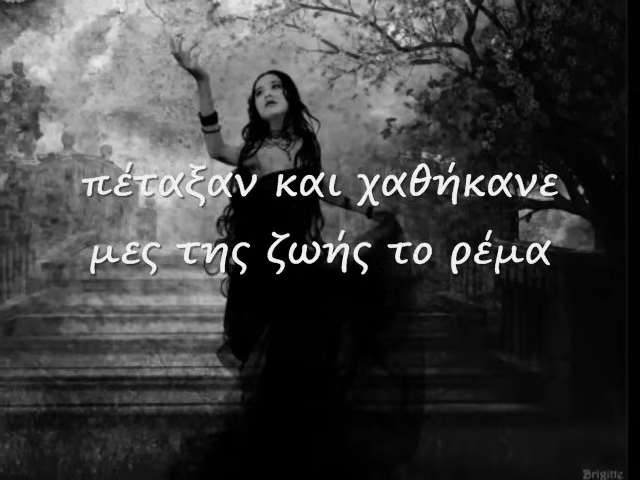 πέταξαν και χαθήκανε
μες της ζωής το ρέμα
Brigitte